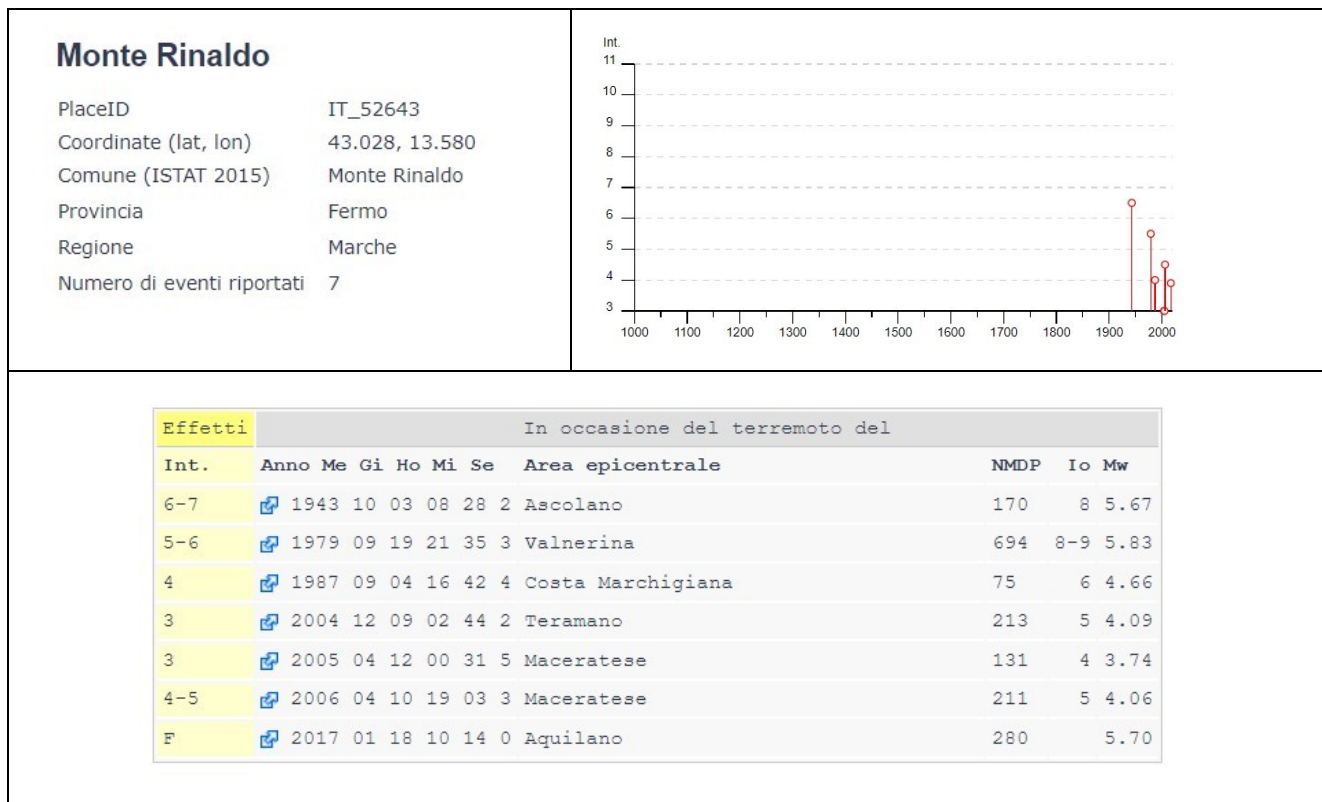 Monte Rinaldo
PlaceID IT_52643
Coordinate (lat, lon) 43.028, 13.580
Comune (ISTAT 2015) Monte Rinaldo
Provincia Fermo
Regione Marche
Numero di eventi riportati 7
Int.
11
10
9
8
7
6
5
4
3
1000 1100 1200 1300 1400 1500 1600 1700 1800 1900 2000
Effetti In occasione del terremoto del
Int. Anno Me Gi Ho Mi Se Area epicentrale NMDP Io Mw
6-7 1943 10 03 08 28 2 Ascolano 170 8 5.67
5-6 1979 09 19 21 35 3 Valnerina 694 8-9 5.83
4 1987 09 04 16 42 4 Costa Marchigiana 75 6 4.66
3 2004 12 09 02 44 2 Teramano 213 5 4.09
3 2005 04 12 00 31 5 Maceratese 131 4 3.74
4-5 2006 04 10 19 03 3 Maceratese 211 5 4.06
F 2017 01 18 10 14 0 Aquilano 280 5.70